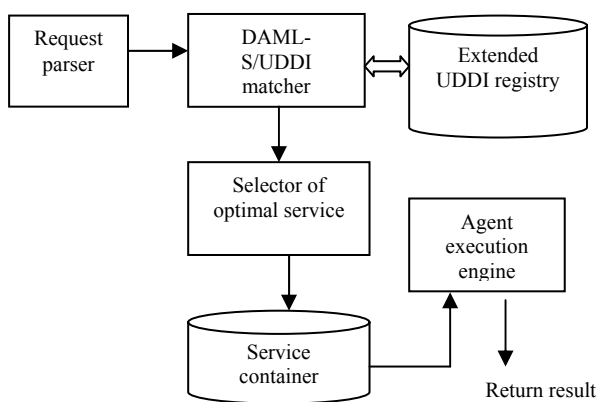 Request
parser
DAML-
S/UDDI
matcher
Extended
UDDI registry
Selector of
optimal service
Agent
execution
engine
Service
container
Return result